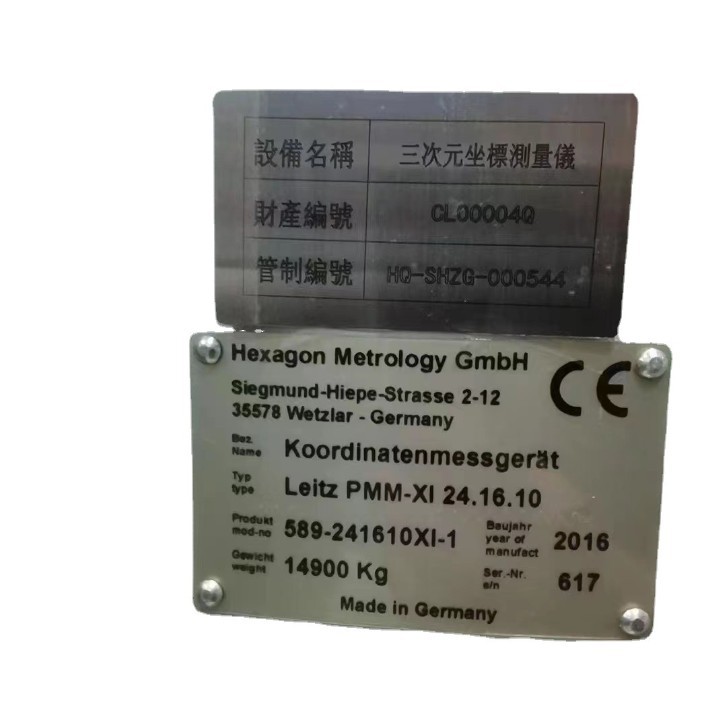 設備名稱 三次元坐標測量儀
財產編號 CL00004Q
管制編號 HQ-SHZG-000544
Hexagon Metrology GmbH
Siegmund-Hiepe-Strasse 2-12
35578 Wetzlar - Germany
CE
Bez. Name Koordinatenmessgerät
Typ type Leitz PMM-XI 24.16.10
Produkt mod-no 589-241610XI-1 Baujahr year of manufact 2016
Gewicht weight 14900 Kg Ser.-Nr. s/n 617
Made in Germany